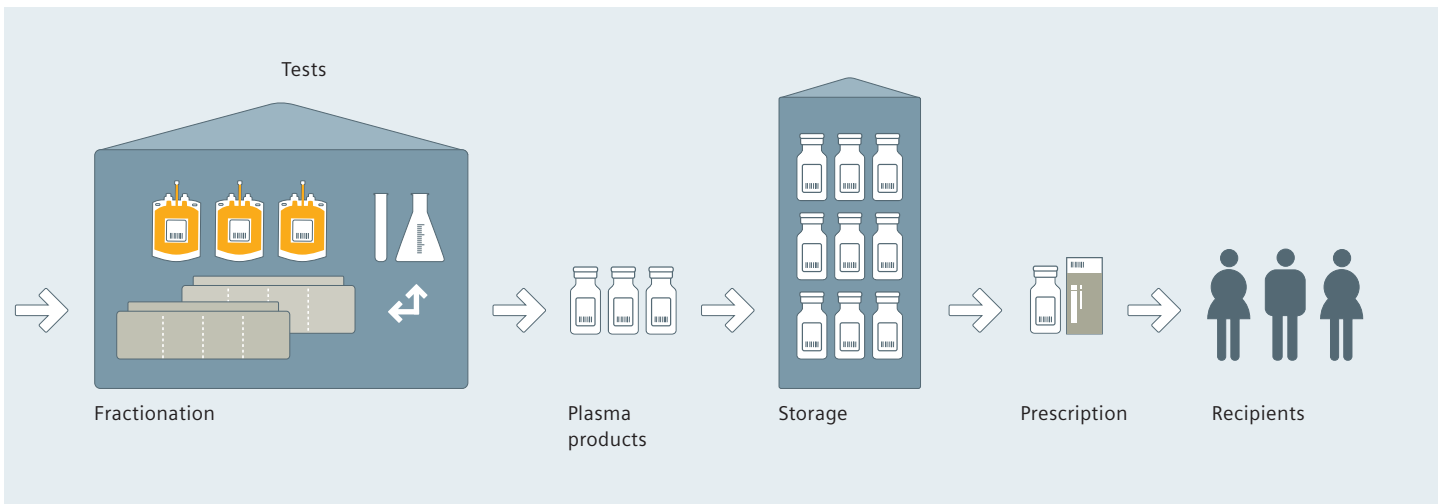 Tests
Fractionation
Plasma
products
Storage
Prescription
Recipients